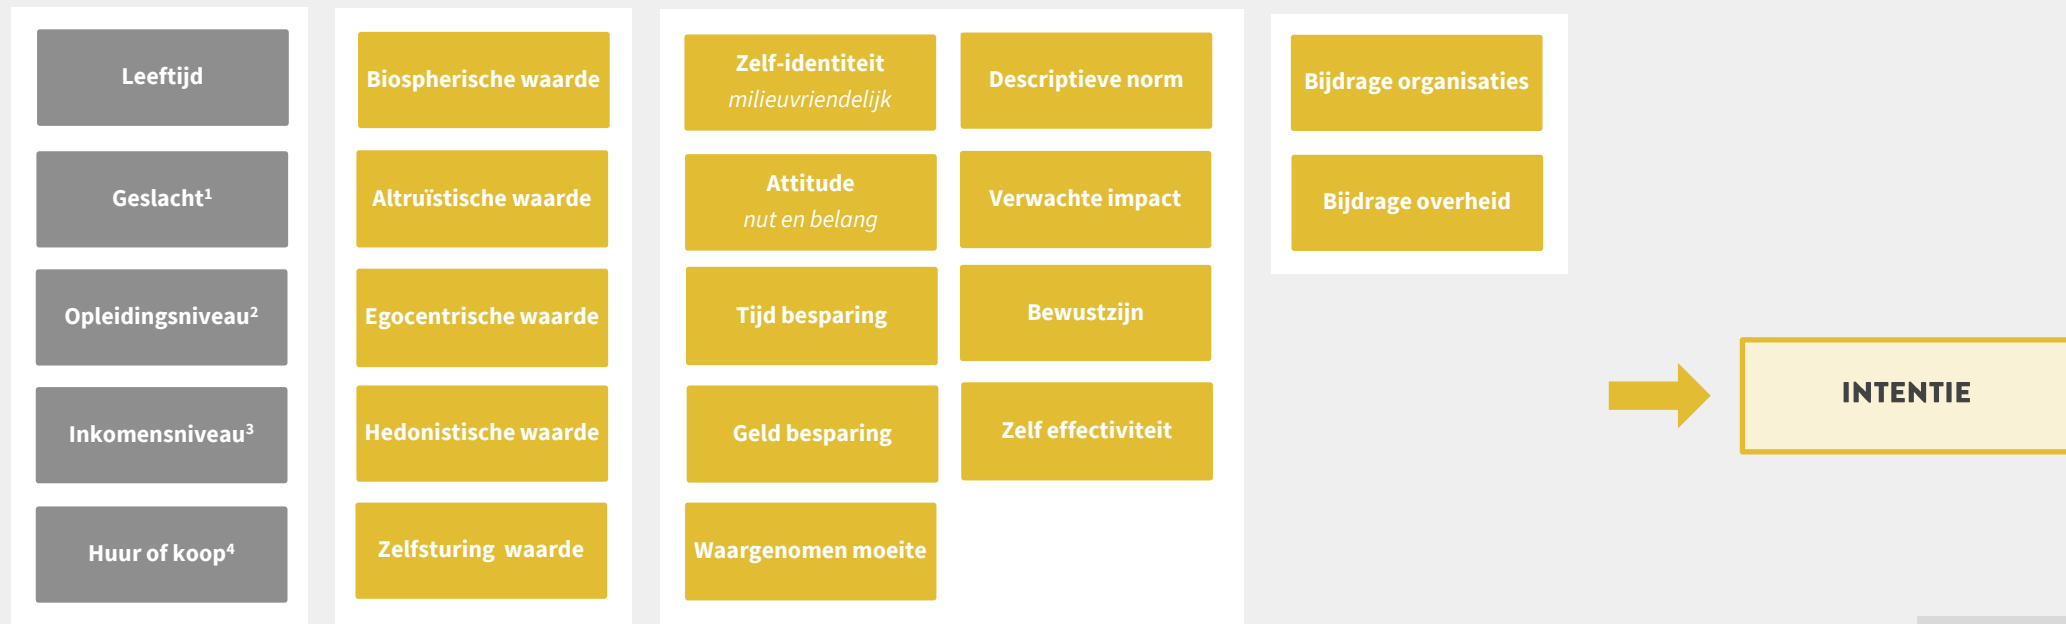 Leeftijd
Geslacht¹
Opleidingsniveau²
Inkomensniveau³
Huur of koop⁴
Biospherische waarde
Altruïstische waarde
Egocentrische waarde
Hedonistische waarde
Zelfsturing waarde
Zelf-identiteit
milieuvriendelijk
Attitude
nut en belang
Tijd besparing
Geld besparing
Waargenomen moeite
Descriptieve norm
Verwachte impact
Bewustzijn
Zelf effectiviteit
Bijdrage organisaties
Bijdrage overheid
INTENTIE